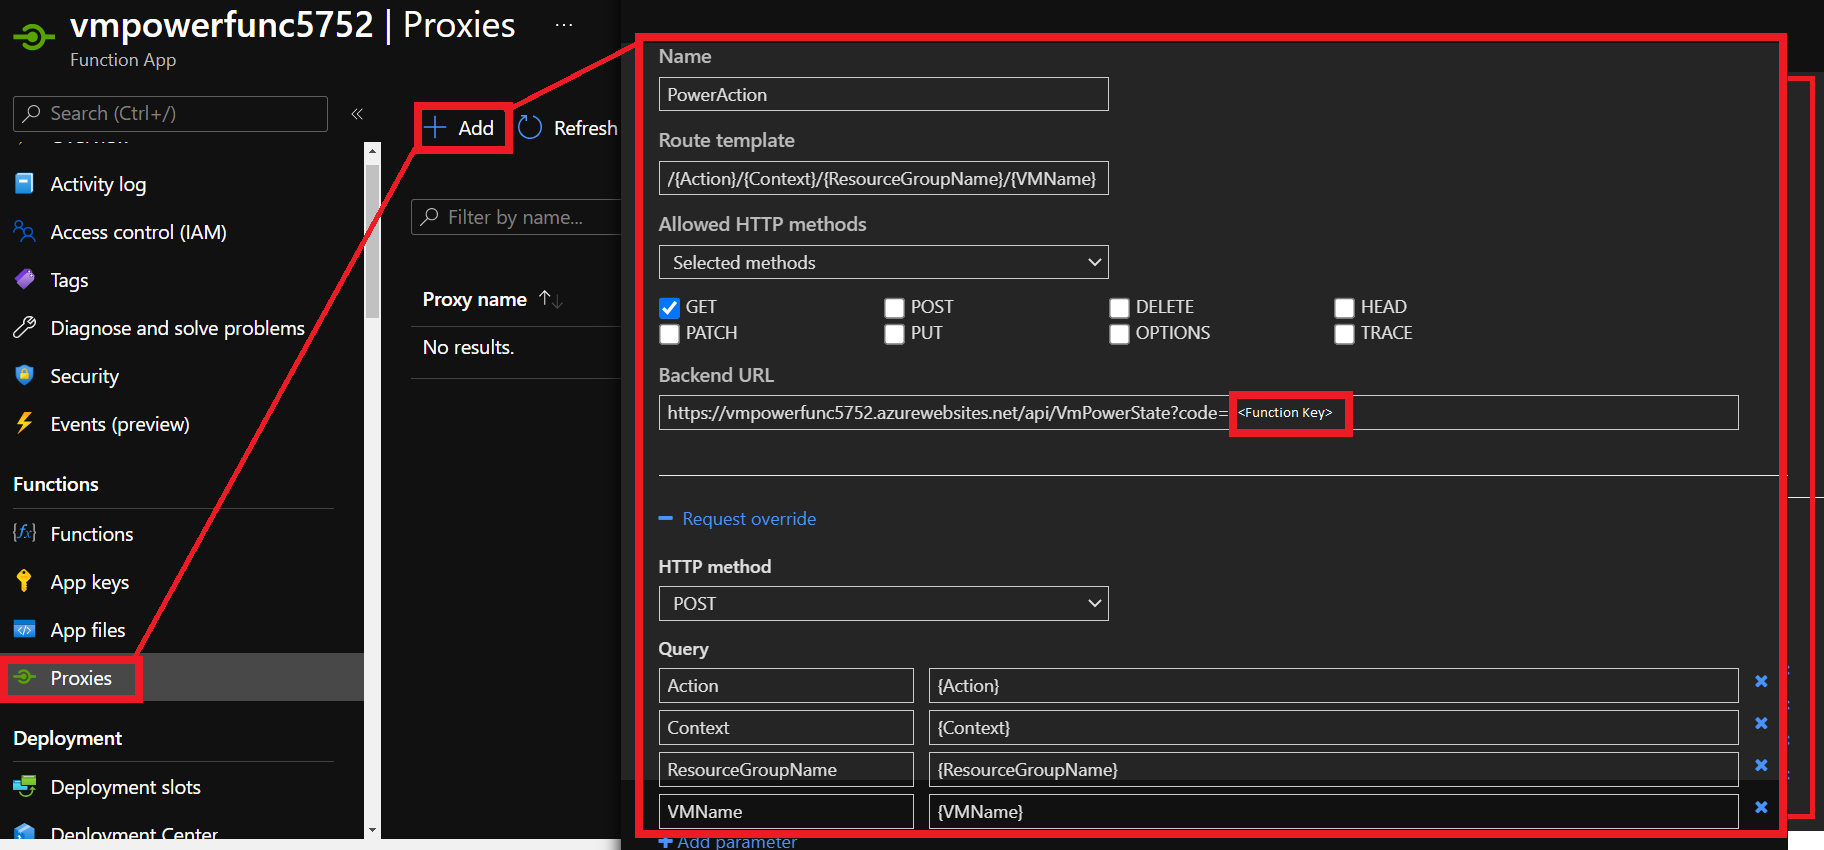 vmpowerfunc5752 | Proxies ...
Function App
Search (Ctrl+/)
«
Overview
Activity log
Access control (IAM)
Tags
Diagnose and solve problems
Security
Events (preview)
Functions
Functions
App keys
App files
Proxies
Deployment
Deployment slots
Deployment Center
Add
Refresh
Filter by name...
Proxy name
No results.
Name
PowerAction
Route template
/{Action}/{Context}/{ResourceGroupName}/{VMName}
Allowed HTTP methods
Selected methods
GET POST DELETE HEAD
PATCH PUT OPTIONS TRACE
Backend URL
https://vmpowerfunc5752.azurewebsites.net/api/VmPowerState?code= <Function Key>
Request override
HTTP method
POST
Query
Action {Action}
Context {Context}
ResourceGroupName {ResourceGroupName}
VMName {VMName}
Add parameter